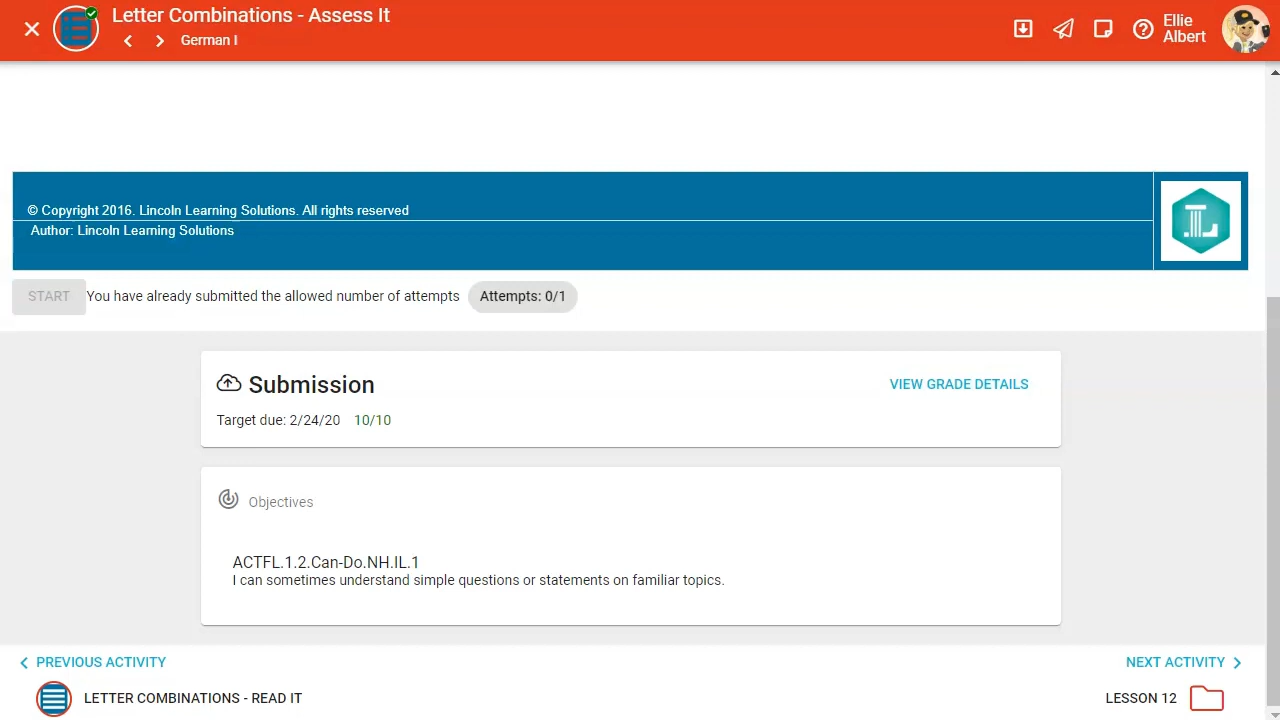 Letter Combinations - Assess It
German I
Ellie
Albert
© Copyright 2016. Lincoln Learning Solutions. All rights reserved
Author: Lincoln Learning Solutions
START You have already submitted the allowed number of attempts Attempts: 0/1
Submission VIEW GRADE DETAILS
Target due: 2/24/20 10/10
Objectives
ACTFL.1.2.Can-Do.NH.IL.1
I can sometimes understand simple questions or statements on familiar topics.
PREVIOUS ACTIVITY NEXT ACTIVITY
LETTER COMBINATIONS - READ IT LESSON 12